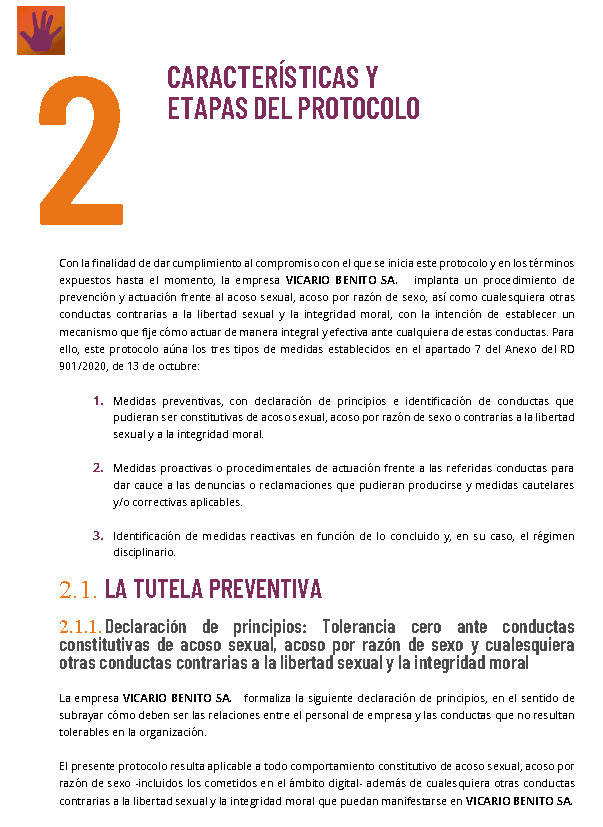 2
CARACTERÍSTICAS Y
ETAPAS DEL PROTOCOLO
Con la finalidad de dar cumplimiento al compromiso con el que se inicia este protocolo y en los términos
expuestos hasta el momento, la empresa VICARIO BENITO SA. implanta un procedimiento de
prevención y actuación frente al acoso sexual, acoso por razón de sexo, así como cualesquiera otras
conductas contrarias a la libertad sexual y la integridad moral, con la intención de establecer un
mecanismo que fije cómo actuar de manera integral y efectiva ante cualquiera de estas conductas. Para
ello, este protocolo aúna los tres tipos de medidas establecidos en el apartado 7 del Anexo del RD
901/2020, de 13 de octubre:
1. Medidas preventivas, con declaración de principios e identificación de conductas que
pudieran ser constitutivas de acoso sexual, acoso por razón de sexo o contrarias a la libertad
sexual y a la integridad moral.
2. Medidas proactivas o procedimentales de actuación frente a las referidas conductas para
dar cauce a las denuncias o reclamaciones que pudieran producirse y medidas cautelares
y/o correctivas aplicables.
3. Identificación de medidas reactivas en función de lo concluido y, en su caso, el régimen
disciplinario.
2.1. LA TUTELA PREVENTIVA
2.1.1. Declaración de principios: Tolerancia cero ante conductas
constitutivas de acoso sexual, acoso por razón de sexo y cualesquiera
otras conductas contrarias a la libertad sexual y la integridad moral
La empresa VICARIO BENITO SA. formaliza la siguiente declaración de principios, en el sentido de
subrayar cómo deben ser las relaciones entre el personal de empresa y las conductas que no resultan
tolerables en la organización.
El presente protocolo resulta aplicable a todo comportamiento constitutivo de acoso sexual, acoso por
razón de sexo -incluidos los cometidos en el ámbito digital- además de cualesquiera otras conductas
contrarias a la libertad sexual y la integridad moral que puedan manifestarse en VICARIO BENITO SA.